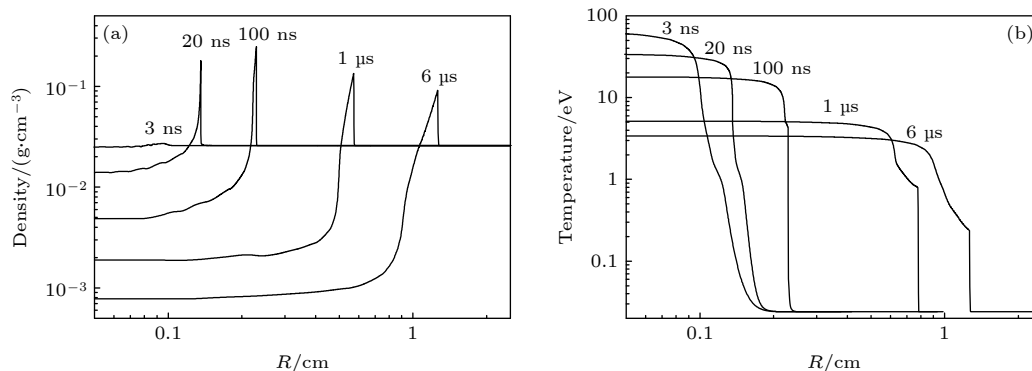 (a)
20 ns
100 ns
1 µs
6 µs
3 ns
10⁻¹
10⁻²
10⁻³
Density/(g·cm⁻³)
0.1
1
R/cm
(b)
3 ns
20 ns
100 ns
1 µs
6 µs
100
10
1
0.1
Temperature/eV
0.1
1
R/cm